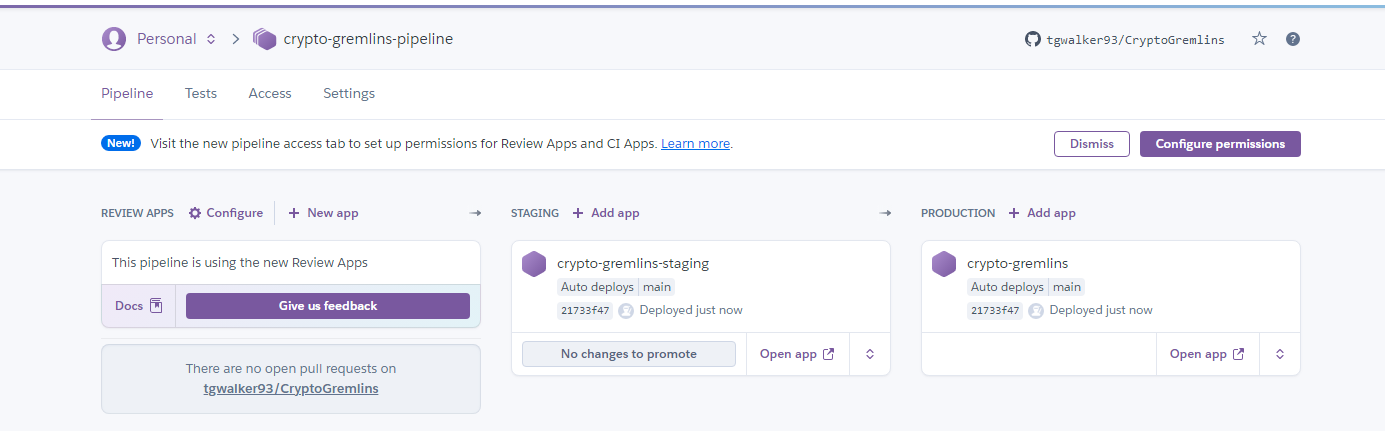 Personal crypto-gremlins-pipeline tgwalker93/CryptoGremlins ?
Pipeline Tests Access Settings
New! Visit the new pipeline access tab to set up permissions for Review Apps and CI Apps. Learn more. Dismiss Configure permissions
REVIEW APPS Configure + New app
This pipeline is using the new Review Apps
Docs Give us feedback
There are no open pull requests on
tgwalker93/CryptoGremlins
STAGING + Add app
crypto-gremlins-staging
Auto deploys main
21733f47 Deployed just now
No changes to promote Open app
PRODUCTION + Add app
crypto-gremlins
Auto deploys main
21733f47 Deployed just now
Open app